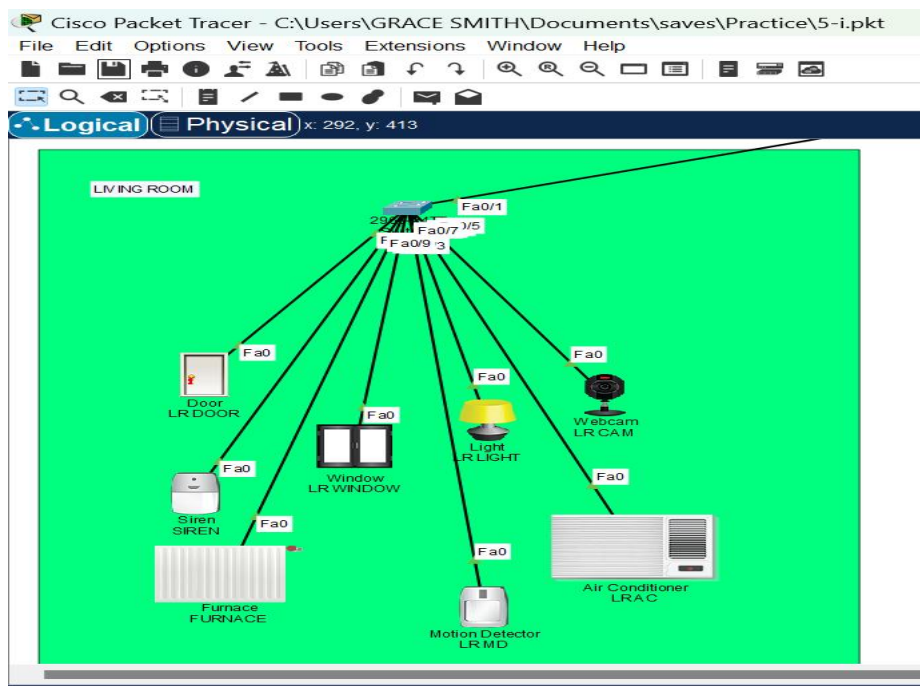 Cisco Packet Tracer - C:\Users\GRACE SMITH\Documents\saves\Practice\5-i.pkt
File Edit Options View Tools Extensions Window Help
Logical Physical x: 292, y: 413
LIVING ROOM
Fa0/1
Fa0/7
Fa0/9
Fa0
Door
LR DOOR
Fa0
Webcam
LR CAM
Fa0
Light
LR LIGHT
Fa0
Window
LR WINDOW
Fa0
Siren
SIREN
Fa0
Air Conditioner
LRAC
Fa0
Furnace
FURNACE
Fa0
Motion Detector
LR MD